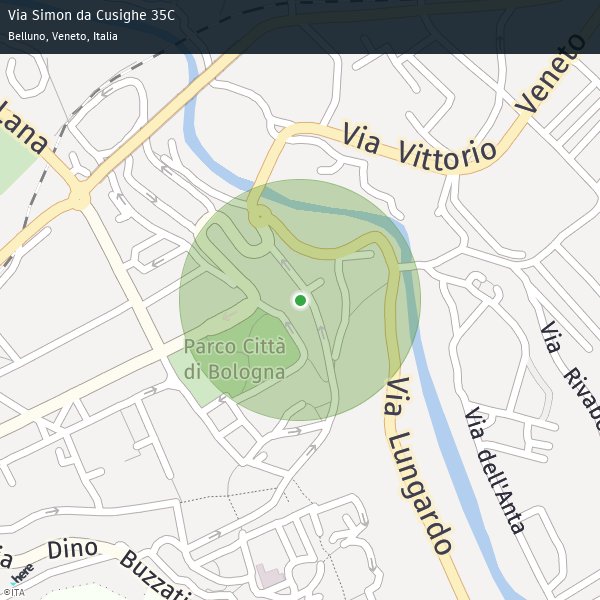 Via Simon da Cusighe 35C
Belluno, Veneto, Italia
Lana
Via Vittorio Veneto
Parco Città
di Bologna
Via Lungardo
Via dell'Anta
Via
Dino Buzzati
here
©ITA